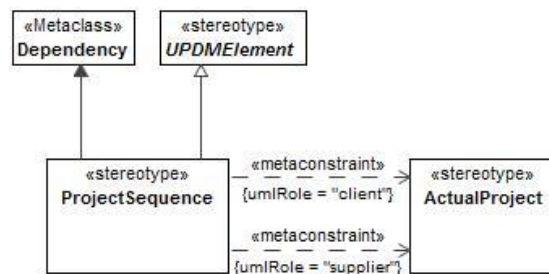 «Metaclass»
Dependency
«stereotype»
UPDMElement
«stereotype»
ProjectSequence
«metaconstraint»
{umlRole = "client"}
«metaconstraint»
{umlRole = "supplier"}
«stereotype»
ActualProject